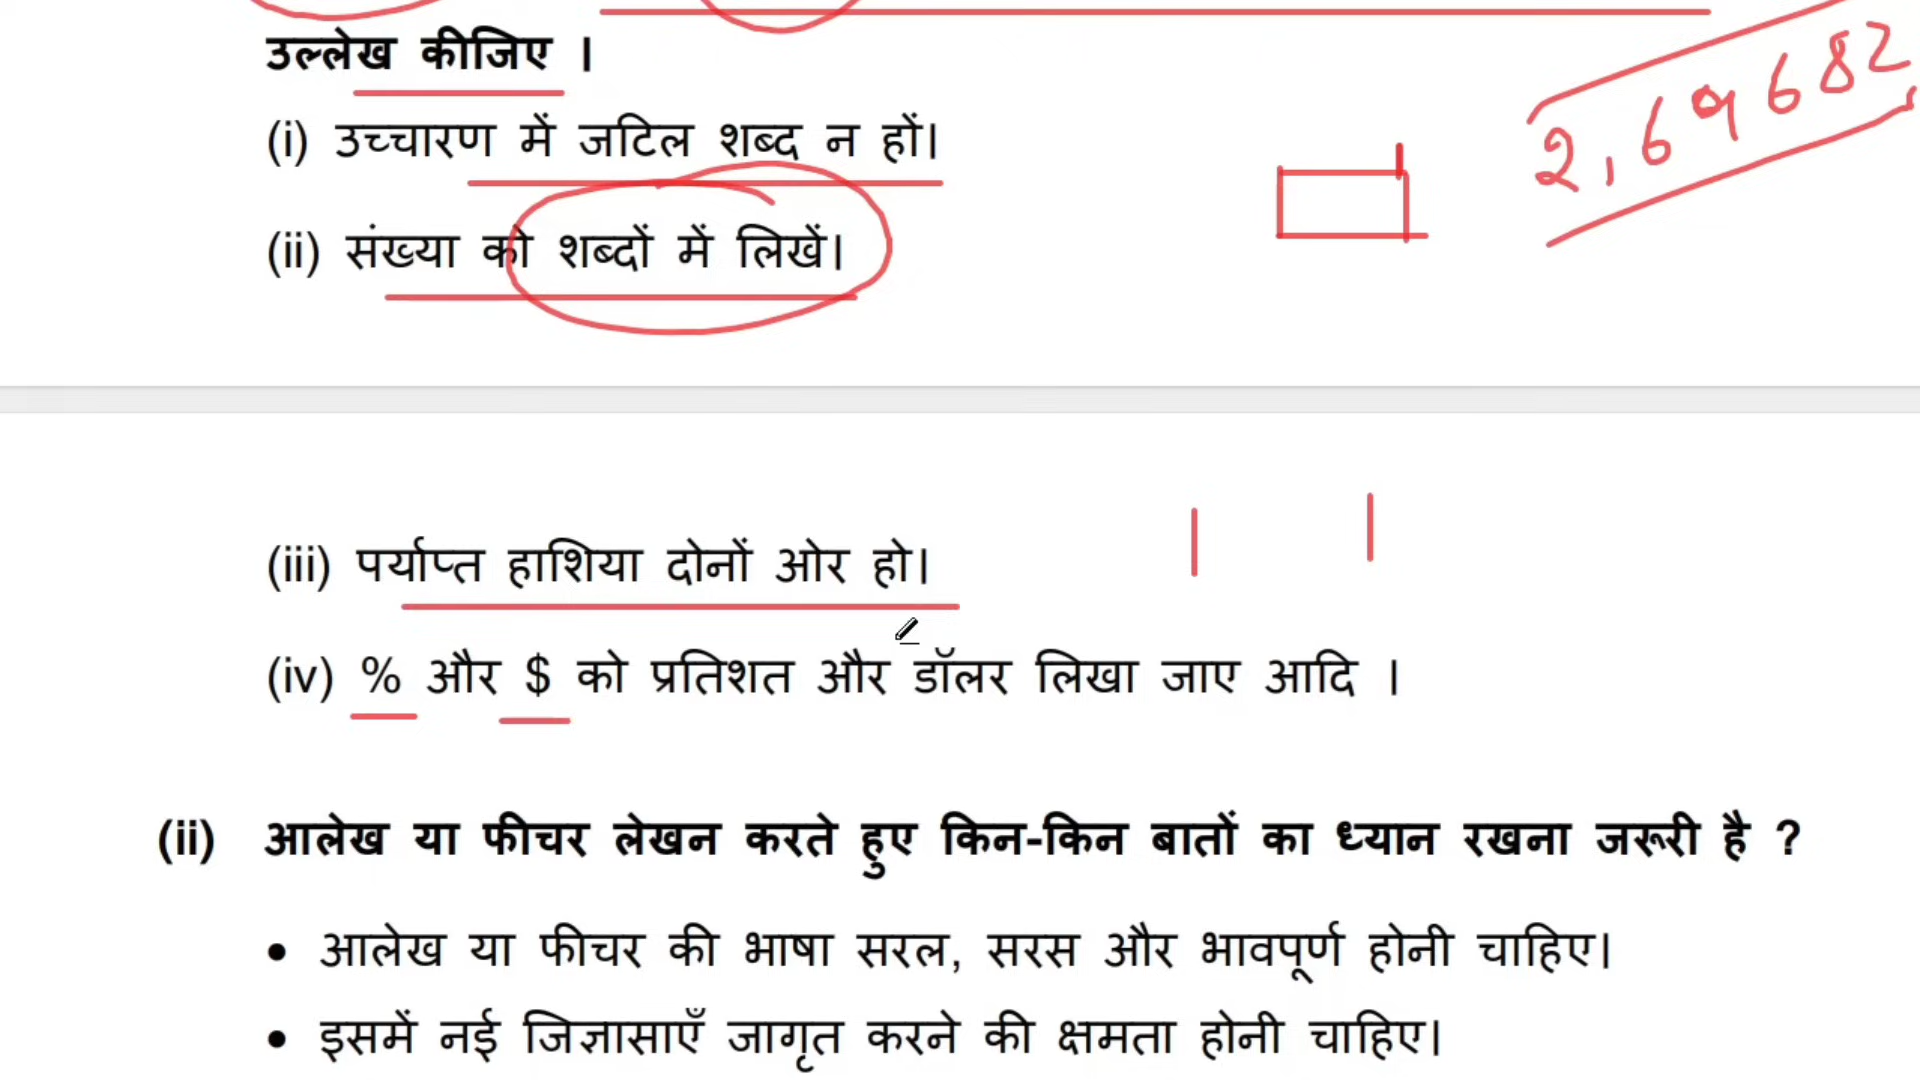 उल्लेख कीजिए ।
(i) उच्चारण में जटिल शब्द न हों।
2,69682
(ii) संख्या को शब्दों में लिखें।
(iii) पर्याप्त हाशिया दोनों ओर हो।
(iv) % और $ को प्रतिशत और डॉलर लिखा जाए आदि ।
(ii) आलेख या फीचर लेखन करते हुए किन-किन बातों का ध्यान रखना जरूरी है ?
• आलेख या फीचर की भाषा सरल, सरस और भावपूर्ण होनी चाहिए।
• इसमें नई जिज्ञासाएँ जागृत करने की क्षमता होनी चाहिए।